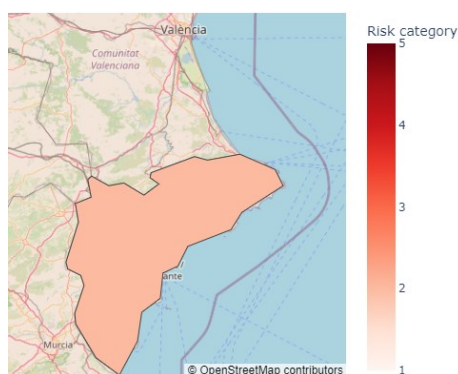 València
Comunitat
Valenciana
ante
Murcia
© OpenStreetMap contributors
Risk category
5
4
3
2
1